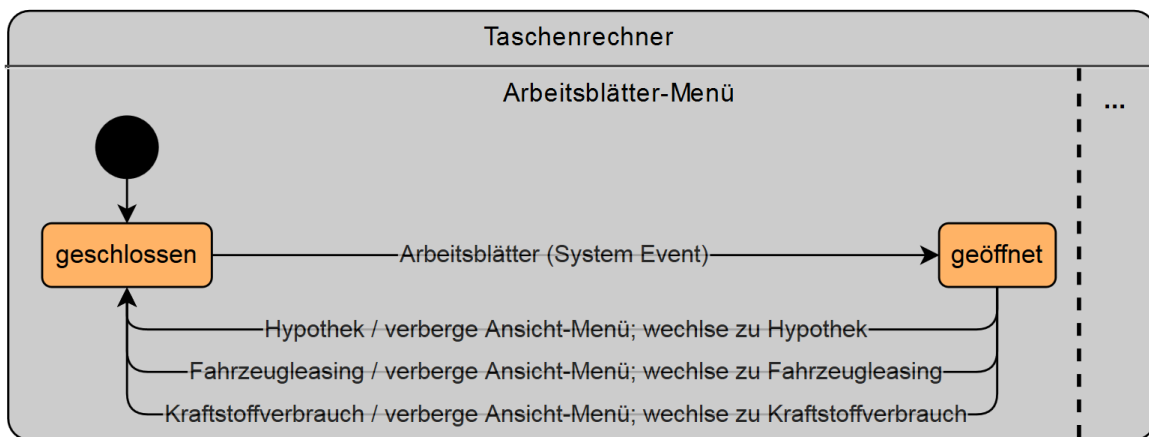 Taschenrechner
Arbeitsblätter-Menü
...
geschlossen
Arbeitsblätter (System Event)
geöffnet
Hypothek / verberge Ansicht-Menü; wechlse zu Hypothek
Fahrzeugleasing / verberge Ansicht-Menü; wechlse zu Fahrzeugleasing
Kraftstoffverbrauch / verberge Ansicht-Menü; wechlse zu Kraftstoffverbrauch